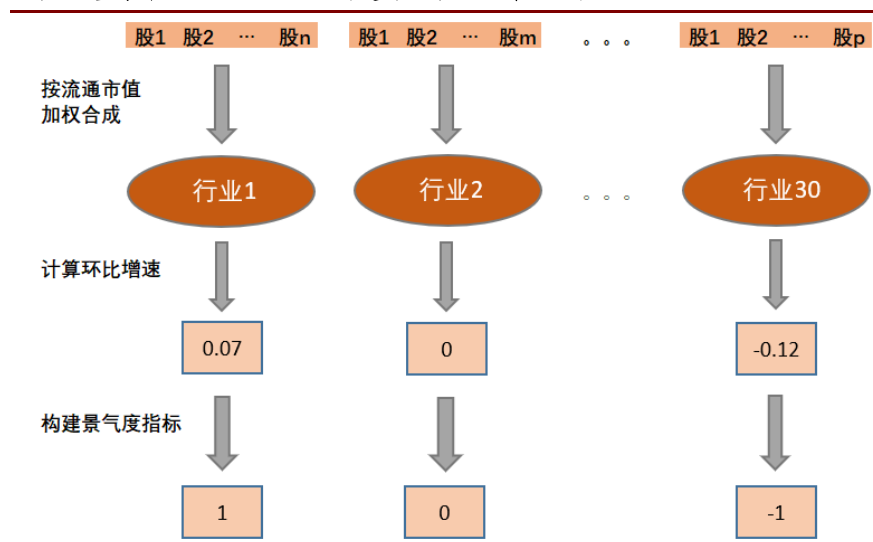 股1 股2 … 股n 股1 股2 … 股m 。。。 股1 股2 … 股p
按流通市值
加权合成
行业1 行业2 。。。 行业30
计算环比增速
0.07 0 -0.12
构建景气度指标
1 0 -1